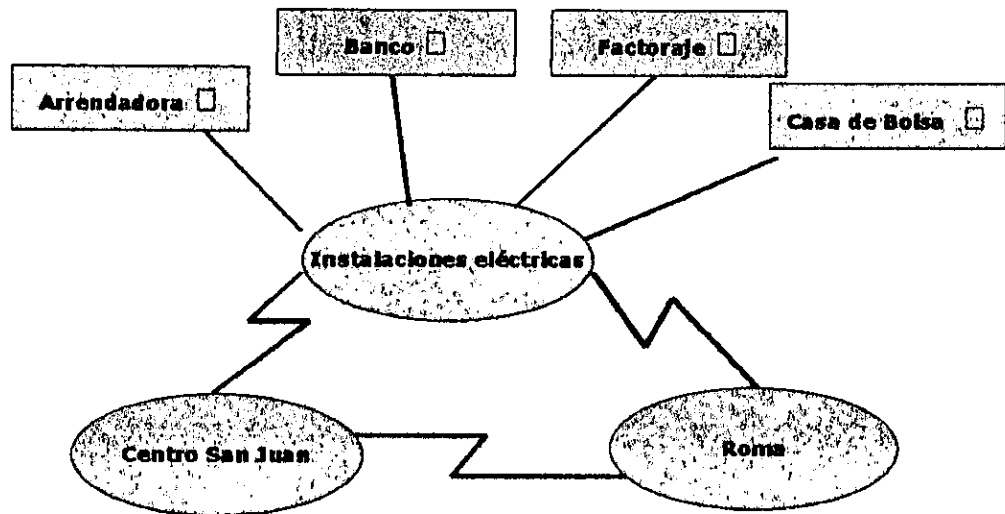 Banco
Factoraje
Arrendadora
Casa de Bolsa
Instalaciones eléctricas
Centro San Juan
Roma